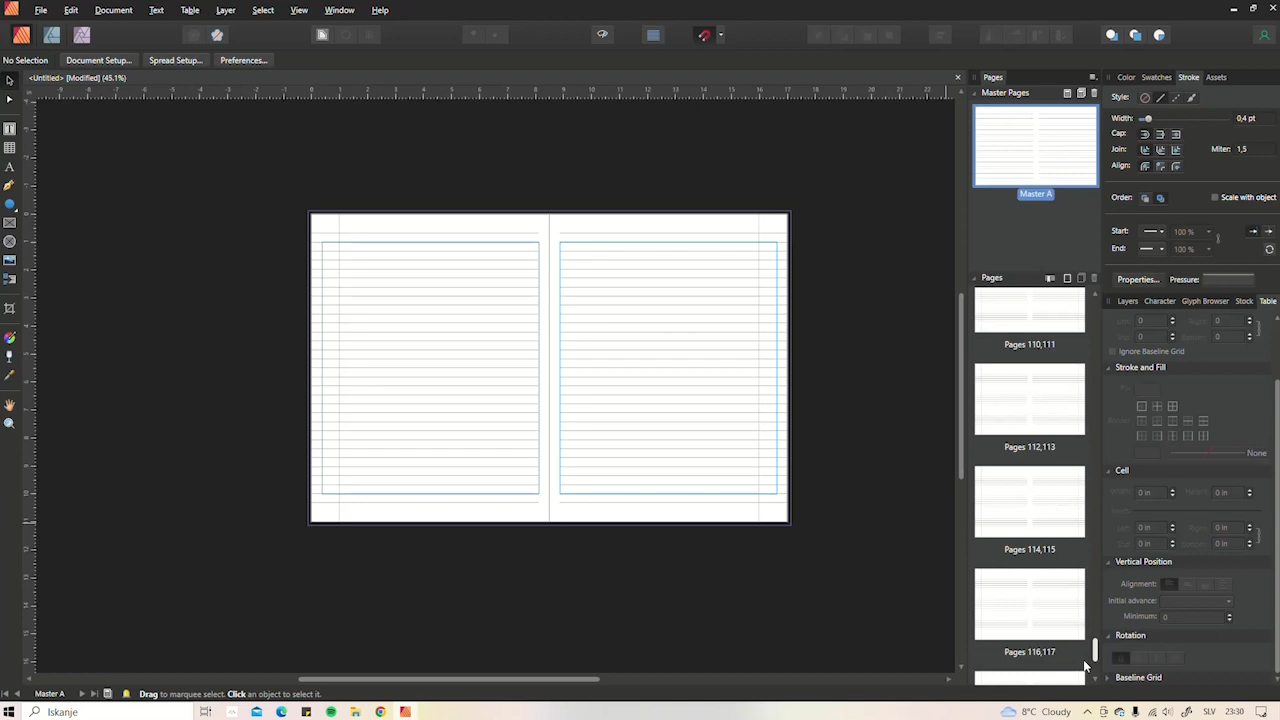 File Edit Document Text Table Layer Select View Window Help
No Selection Document Setup... Spread Setup... Preferences...
<Untitled> [Modified] (45.1%)
Pages
Master Pages
Master A
Pages
Pages 110,111
Pages 112,113
Pages 114,115
Pages 116,117
Color Swatches Stroke Assets
Style:
Width: 0,4 pt
Cap:
Join: Miter: 1,5
Align:
Order: Scale with object
Start: 100 %
End: 100 %
Properties... Pressure:
Layers Character Glyph Browser Stock Table
0 0
0 0
Ignore Baseline Grid
Stroke and Fill
None
Cell
0 in 0 in
0 in 0 in
0 in 0 in
Vertical Position
Alignment:
Initial advance:
Minimum: 0
Rotation
Baseline Grid
Master A Drag to marquee select. Click an object to select it.
Iskanje 8°C Cloudy SLV 23:30